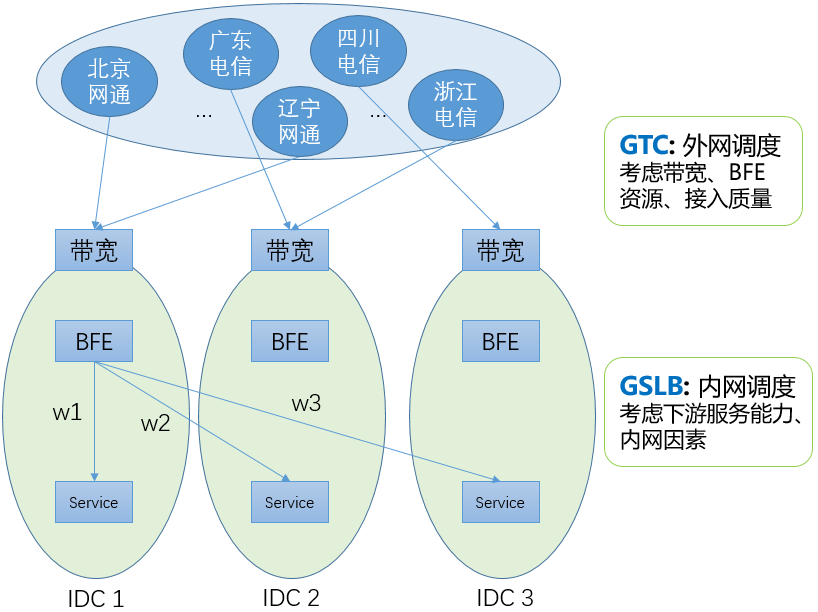 北京
网通
广东
电信
四川
电信
...
辽宁
网通
...
浙江
电信
GTC: 外网调度
考虑带宽、BFE
资源、接入质量
带宽
带宽
带宽
BFE
BFE
BFE
GSLB: 内网调度
考虑下游服务能力、
内网因素
w1
w2
w3
Service
Service
Service
IDC 1
IDC 2
IDC 3